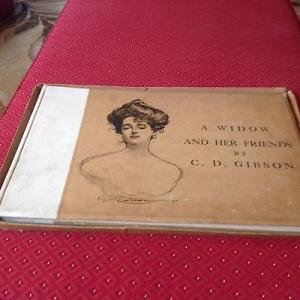 A WIDOW
AND HER FRIENDS
BY
C. D. GIBSON